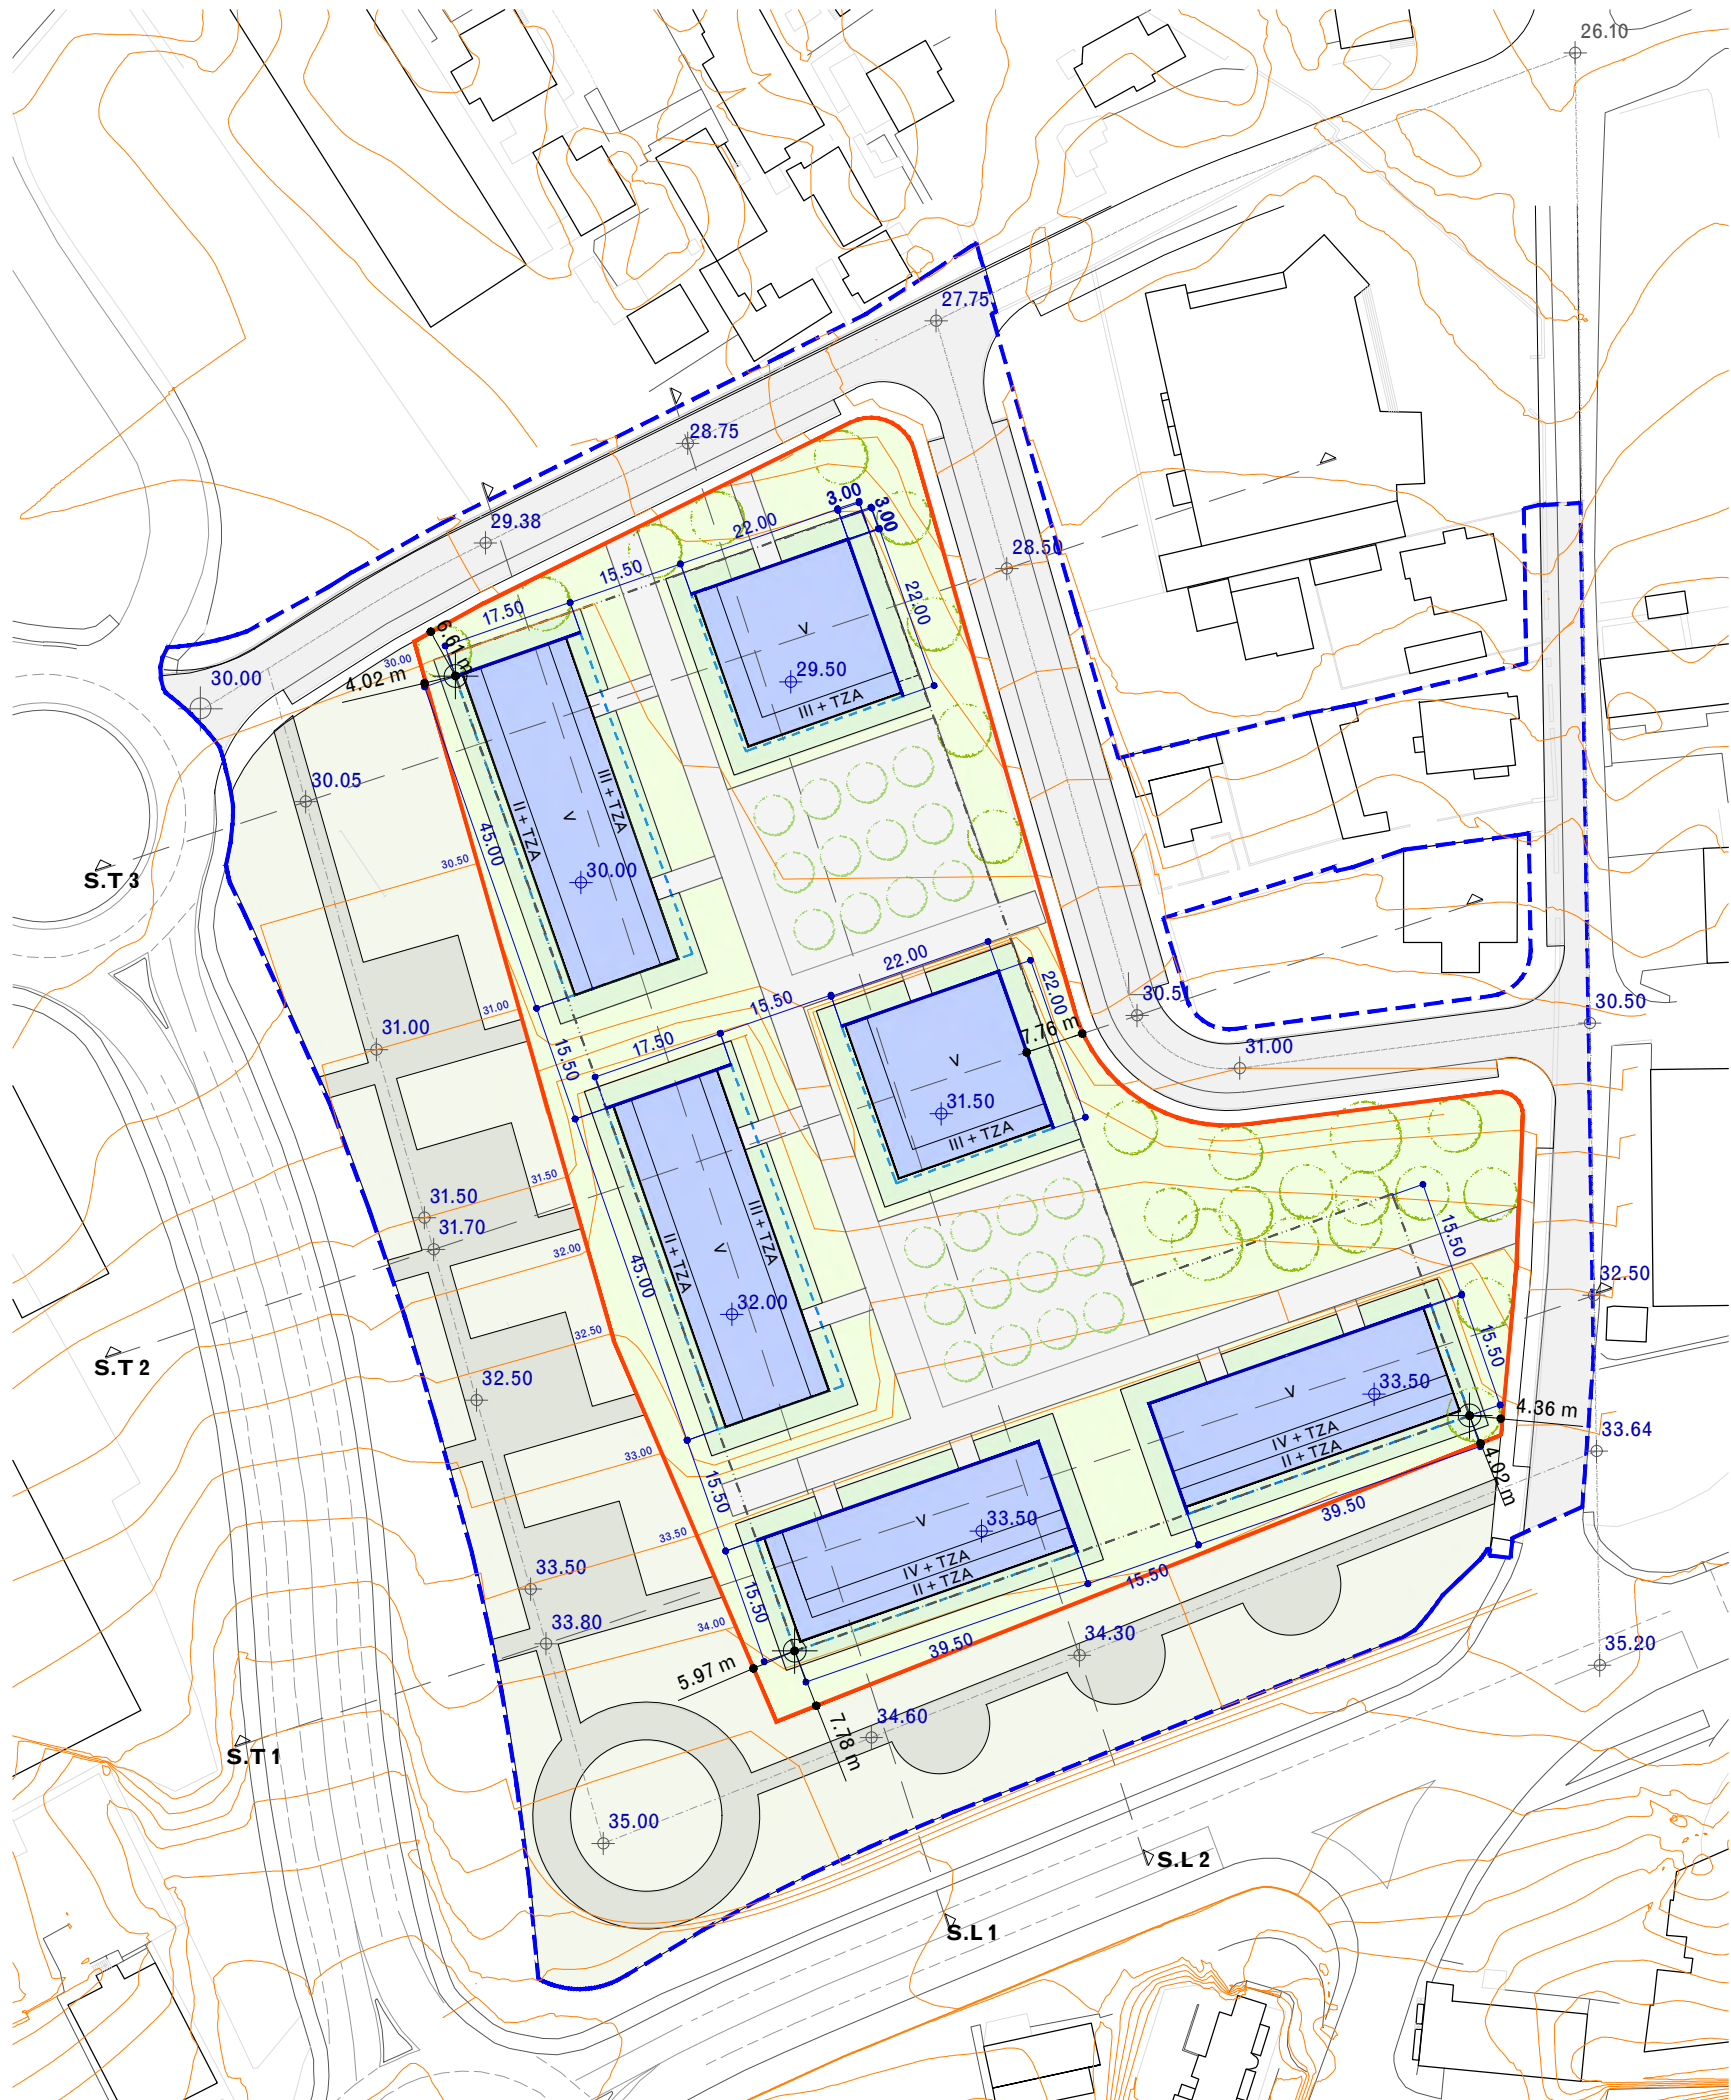 26.10
27.75
28.75
29.38
3.00
3.00
22.00
15.50
17.50
28.50
22.00
6.61 m
30.00
4.02 m
30.00
V
29.50
III + TZA
30.05
S.T 3
II + TZA
V
III + TZA
45.00
30.00
30.50
22.00
15.50
31.00
22.00
30.51
30.50
31.00
17.50
15.50
7.76 m
31.00
V
31.50
III + TZA
31.50
31.50
31.70
32.00
II + TZA
V
III + TZA
45.00
32.00
15.50
32.50
S.T 2
32.50
32.50
15.50
V
33.50
IV + TZA
II + TZA
4.36 m
33.64
4.02 m
33.00
15.50
39.50
33.50
V
33.50
IV + TZA
II + TZA
33.50
15.50
15.50
34.00
33.80
39.50
34.30
35.20
5.97 m
7.78 m
34.60
S.T 1
35.00
S.L 2
S.L 1